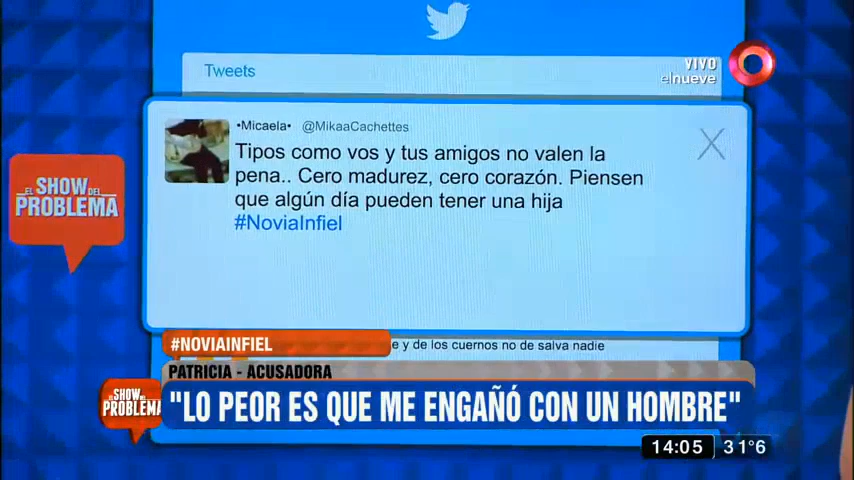 Tweets
VIVO
elnueve
•Micaela• @MikaaCachettes
Tipos como vos y tus amigos no valen la
pena.. Cero madurez, cero corazón. Piensen
que algún día pueden tener una hija
#NoviaInfiel
EL SHOW DEL
PROBLEMA
#NOVIAINFIEL
e y de los cuernos no de salva nadie
PATRICIA - ACUSADORA
EL SHOW DEL
PROBLEMA
"LO PEOR ES QUE ME ENGAÑÓ CON UN HOMBRE"
14:05 31°6